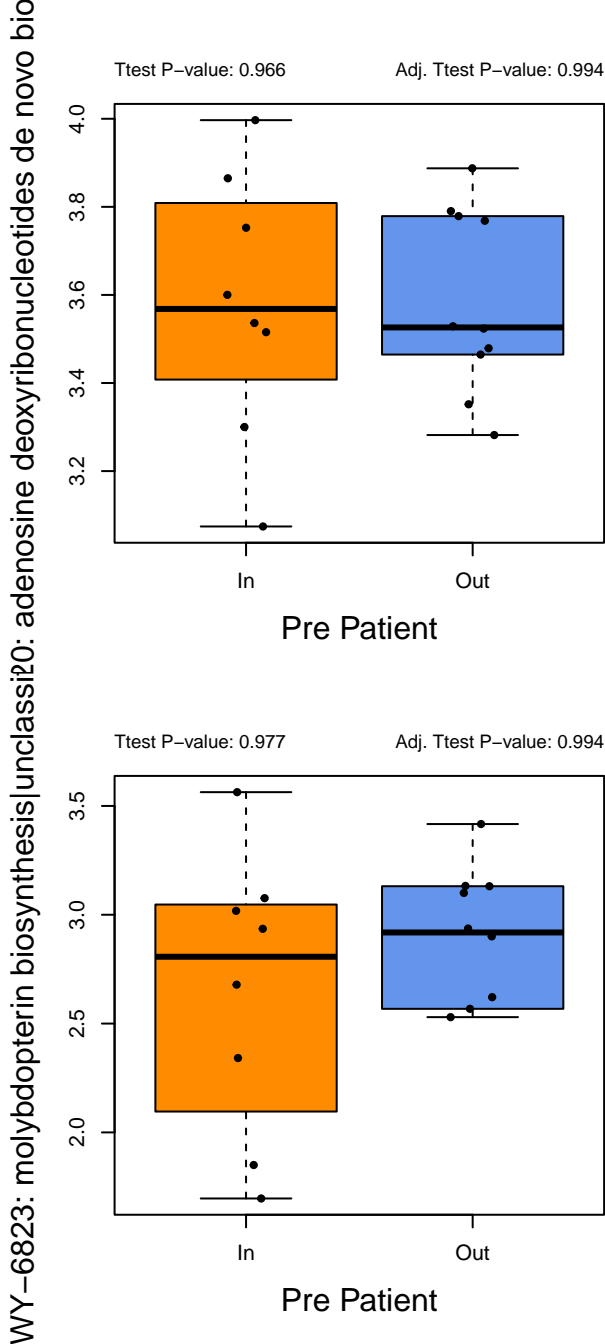 0: adenosine deoxyribonucleotides de novo bio
Ttest P−value: 0.966
Adj. Ttest P−value: 0.994
4.0
3.8
3.6
3.4
3.2
In
Out
Pre Patient
WY−6823: molybdopterin biosynthesis|unclassi
Ttest P−value: 0.977
Adj. Ttest P−value: 0.994
3.5
3.0
2.5
2.0
In
Out
Pre Patient